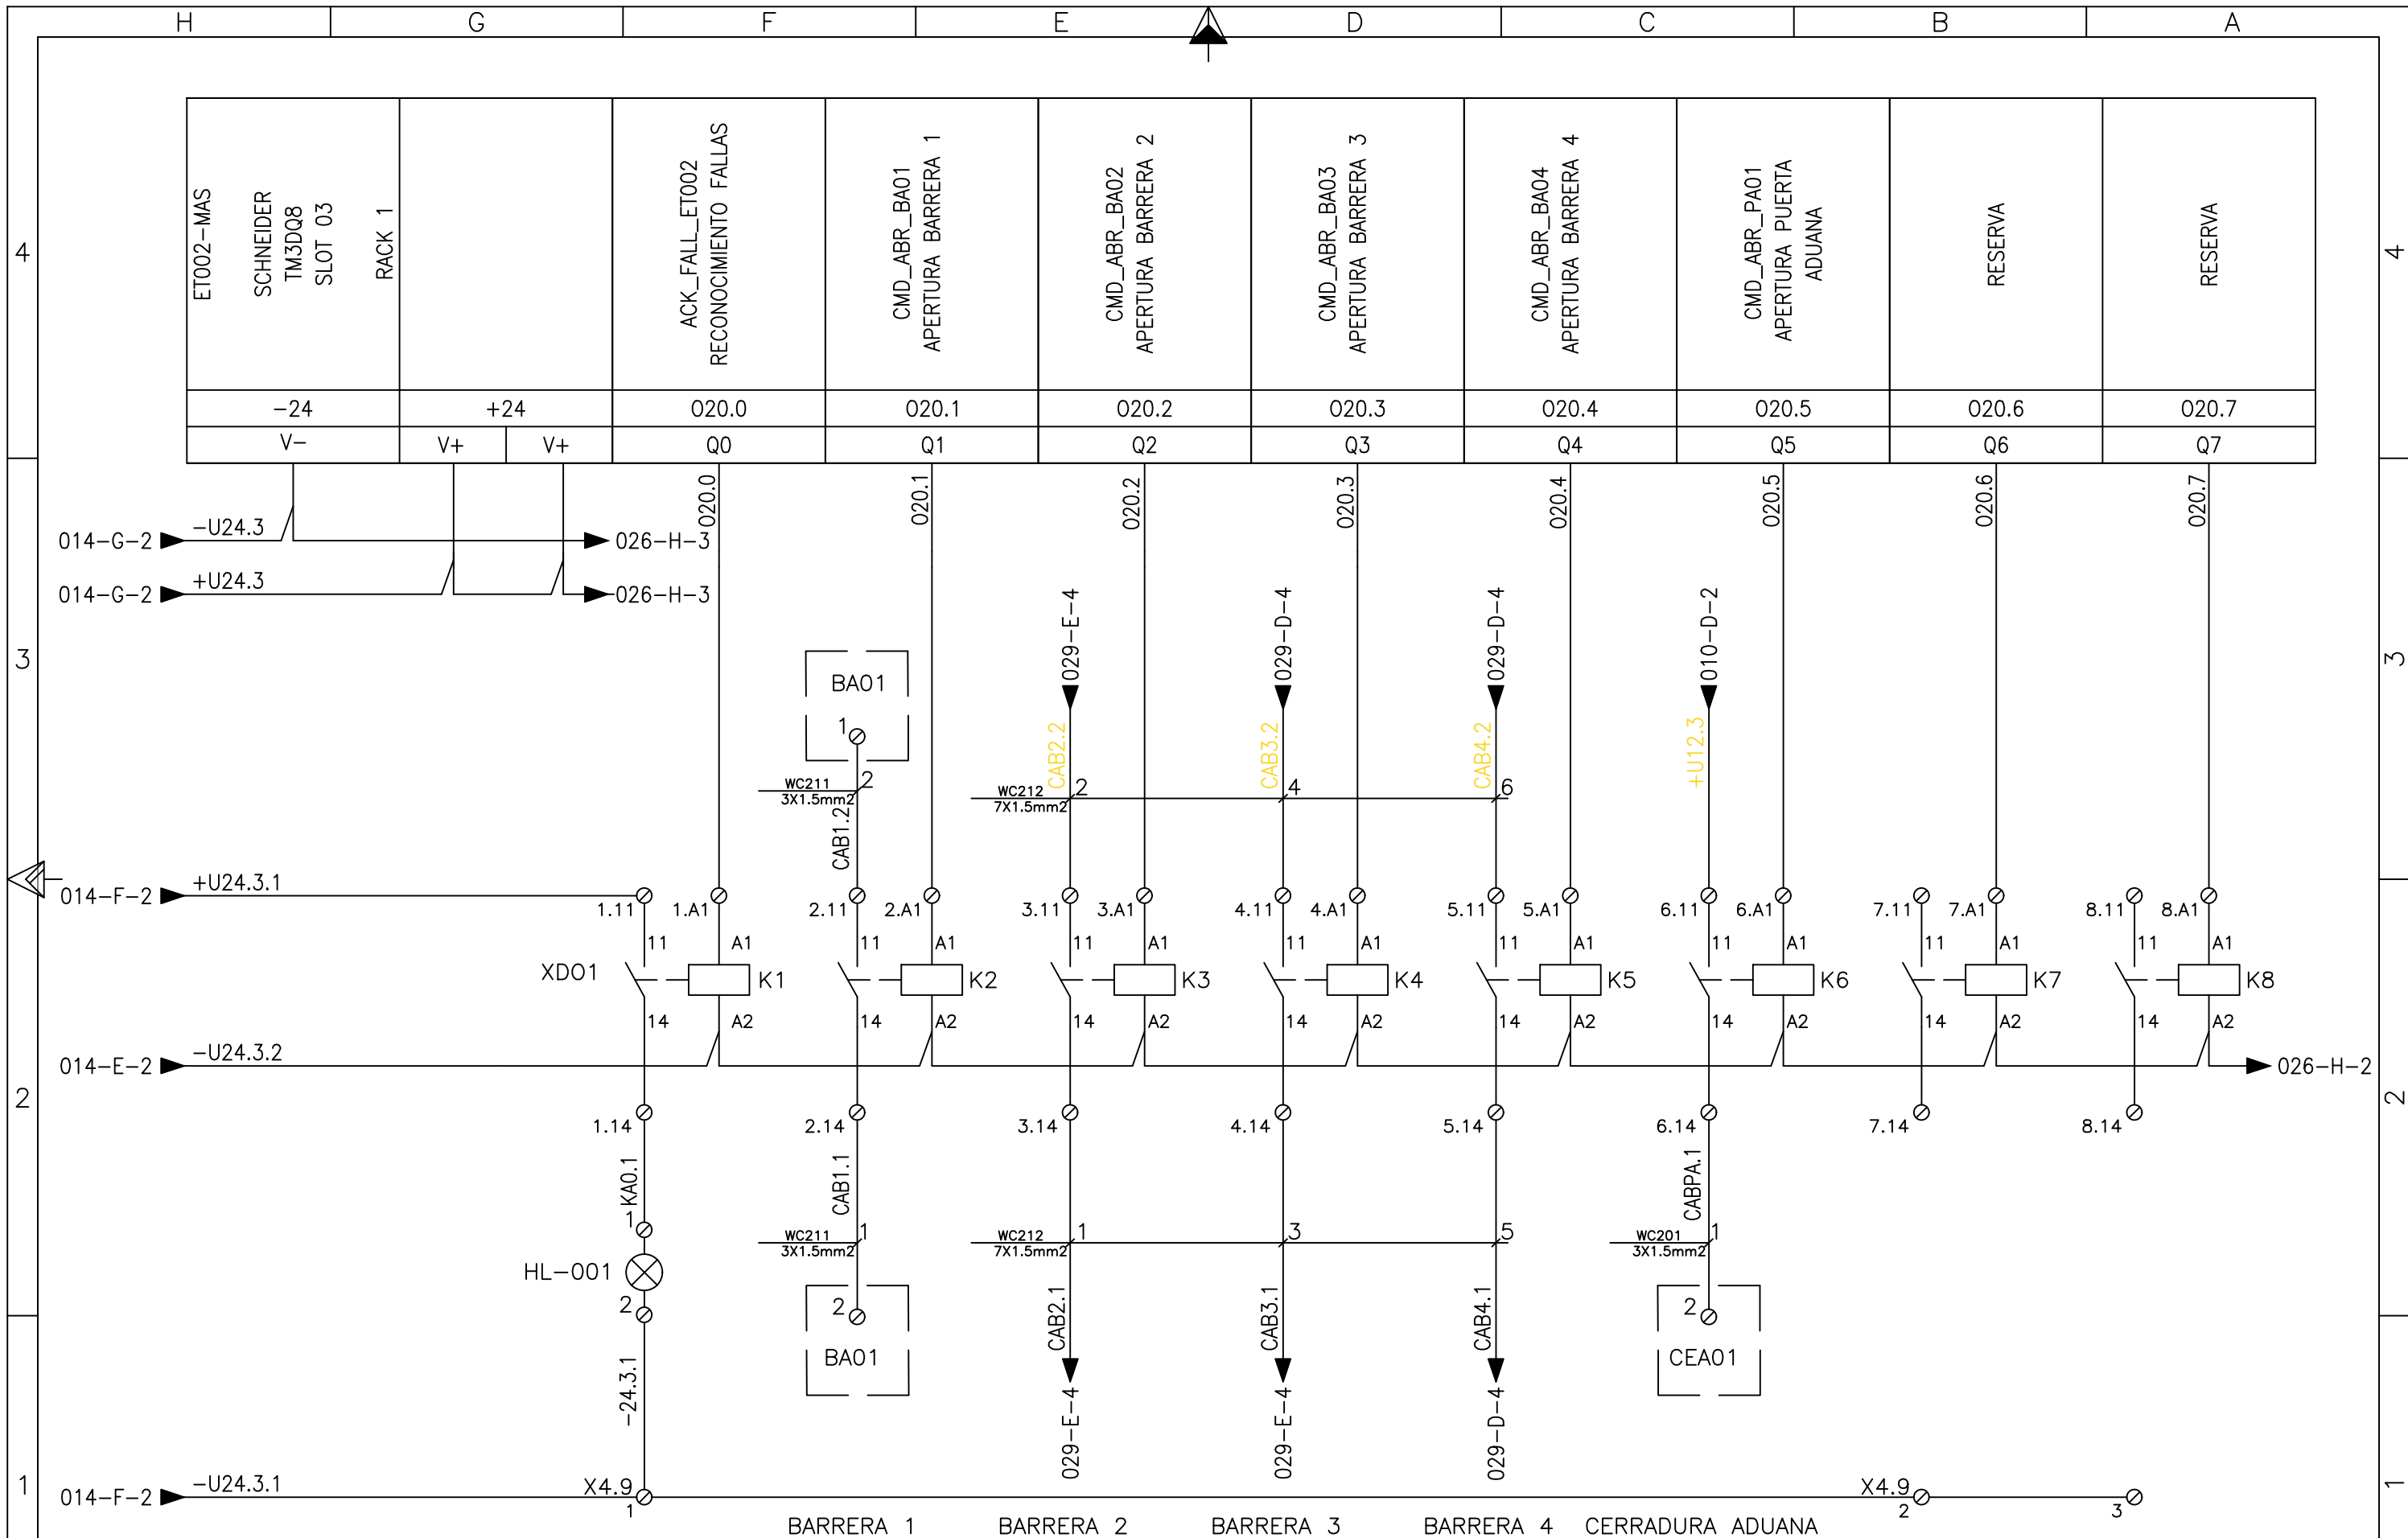 H G F E D C B A
4
ET002-MAS
SCHNEIDER
TM3DQ8
SLOT 03
RACK 1
ACK_FALL_ET002
RECONOCIMIENTO FALLAS
CMD_ABR_BA01
APERTURA BARRERA 1
CMD_ABR_BA02
APERTURA BARRERA 2
CMD_ABR_BA03
APERTURA BARRERA 3
CMD_ABR_BA04
APERTURA BARRERA 4
CMD_ABR_PA01
APERTURA PUERTA
ADUANA
RESERVA
RESERVA
4
-24 +24 020.0 020.1 020.2 020.3 020.4 020.5 020.6 020.7
V- V+ V+ Q0 Q1 Q2 Q3 Q4 Q5 Q6 Q7
020.0 020.1 020.2 020.3 020.4 020.5 020.6 020.7
014-G-2 -U24.3 026-H-3
014-G-2 +U24.3 026-H-3
029-E-4 029-D-4 029-D-4 010-D-2
3 3
BA01
1
CAB2.2 CAB3.2 CAB4.2 +U12.3
WC211 2
3X1.5mm2
WC212 2 4 6
7X1.5mm2
CAB1.2
014-F-2 +U24.3.1
1.11 1.A1 2.11 2.A1 3.11 3.A1 4.11 4.A1 5.11 5.A1 6.11 6.A1 7.11 7.A1 8.11 8.A1
11 A1 11 A1 11 A1 11 A1 11 A1 11 A1 11 A1 11 A1
XD01 K1 K2 K3 K4 K5 K6 K7 K8
14 A2 14 A2 14 A2 14 A2 14 A2 14 A2 14 A2 14 A2
014-E-2 -U24.3.2 026-H-2
2 2
1.14 2.14 3.14 4.14 5.14 6.14 7.14 8.14
KA0.1 CAB1.1 CABPA.1
1
WC211 1
3X1.5mm2
WC212 1 3 5
7X1.5mm2
WC201 1
3X1.5mm2
HL-001
2
2
BA01
CAB2.1 CAB3.1 CAB4.1
2
CEA01
-24.3.1
029-E-4 029-E-4 029-D-4
1 1
014-F-2 -U24.3.1 X4.9 1 X4.9 2 3
BARRERA 1 BARRERA 2 BARRERA 3 BARRERA 4 CERRADURA ADUANA